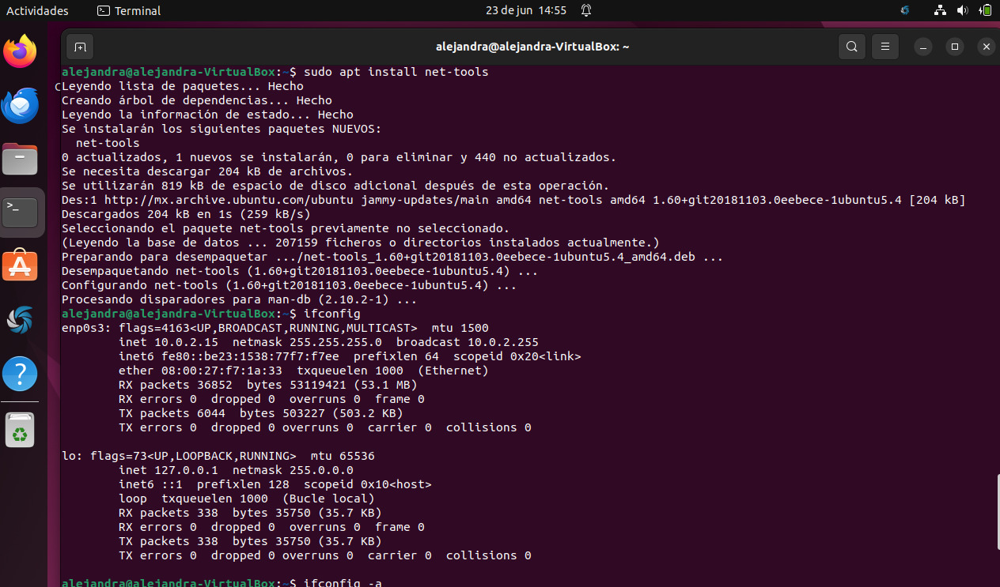 Actividades Terminal 23 de jun 14:55
alejandra@alejandra-VirtualBox: ~
alejandra@alejandra-VirtualBox:~$ sudo apt install net-tools
Leyendo lista de paquetes... Hecho
Creando árbol de dependencias... Hecho
Leyendo la información de estado... Hecho
Se instalarán los siguientes paquetes NUEVOS:
  net-tools
0 actualizados, 1 nuevos se instalarán, 0 para eliminar y 440 no actualizados.
Se necesita descargar 204 kB de archivos.
Se utilizarán 819 kB de espacio de disco adicional después de esta operación.
Des:1 http://mx.archive.ubuntu.com/ubuntu jammy-updates/main amd64 net-tools amd64 1.60+git20181103.0eebece-1ubuntu5.4 [204 kB]
Descargados 204 kB en 1s (259 kB/s)
Seleccionando el paquete net-tools previamente no seleccionado.
(Leyendo la base de datos ... 207159 ficheros o directorios instalados actualmente.)
Preparando para desempaquetar .../net-tools_1.60+git20181103.0eebece-1ubuntu5.4_amd64.deb ...
Desempaquetando net-tools (1.60+git20181103.0eebece-1ubuntu5.4) ...
Configurando net-tools (1.60+git20181103.0eebece-1ubuntu5.4) ...
Procesando disparadores para man-db (2.10.2-1) ...
alejandra@alejandra-VirtualBox:~$ ifconfig
enp0s3: flags=4163<UP,BROADCAST,RUNNING,MULTICAST>  mtu 1500
        inet 10.0.2.15  netmask 255.255.255.0  broadcast 10.0.2.255
        inet6 fe80::be23:1538:77f7:f7ee  prefixlen 64  scopeid 0x20<link>
        ether 08:00:27:f7:1a:33  txqueuelen 1000  (Ethernet)
        RX packets 36852  bytes 53119421 (53.1 MB)
        RX errors 0  dropped 0  overruns 0  frame 0
        TX packets 6044  bytes 503227 (503.2 KB)
        TX errors 0  dropped 0 overruns 0  carrier 0  collisions 0
lo: flags=73<UP,LOOPBACK,RUNNING>  mtu 65536
        inet 127.0.0.1  netmask 255.0.0.0
        inet6 ::1  prefixlen 128  scopeid 0x10<host>
        loop  txqueuelen 1000  (Bucle local)
        RX packets 338  bytes 35750 (35.7 KB)
        RX errors 0  dropped 0  overruns 0  frame 0
        TX packets 338  bytes 35750 (35.7 KB)
        TX errors 0  dropped 0 overruns 0  carrier 0  collisions 0
alejandra@alejandra-VirtualBox:~$ ifconfig -a